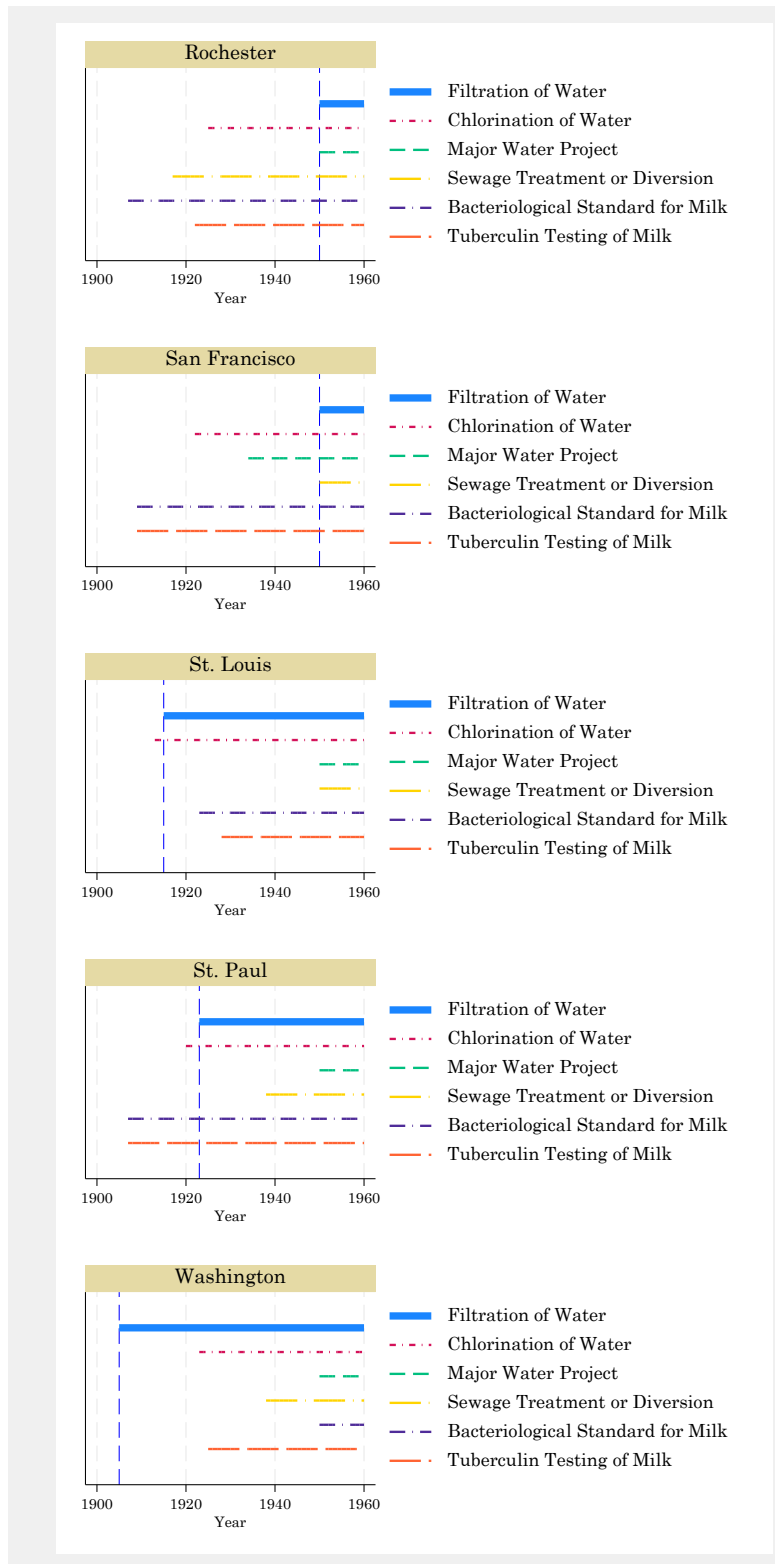 Rochester
Filtration of Water
Chlorination of Water
Major Water Project
Sewage Treatment or Diversion
Bacteriological Standard for Milk
Tuberculin Testing of Milk
1900 1920 1940 1960
Year
San Francisco
Filtration of Water
Chlorination of Water
Major Water Project
Sewage Treatment or Diversion
Bacteriological Standard for Milk
Tuberculin Testing of Milk
1900 1920 1940 1960
Year
St. Louis
Filtration of Water
Chlorination of Water
Major Water Project
Sewage Treatment or Diversion
Bacteriological Standard for Milk
Tuberculin Testing of Milk
1900 1920 1940 1960
Year
St. Paul
Filtration of Water
Chlorination of Water
Major Water Project
Sewage Treatment or Diversion
Bacteriological Standard for Milk
Tuberculin Testing of Milk
1900 1920 1940 1960
Year
Washington
Filtration of Water
Chlorination of Water
Major Water Project
Sewage Treatment or Diversion
Bacteriological Standard for Milk
Tuberculin Testing of Milk
1900 1920 1940 1960
Year